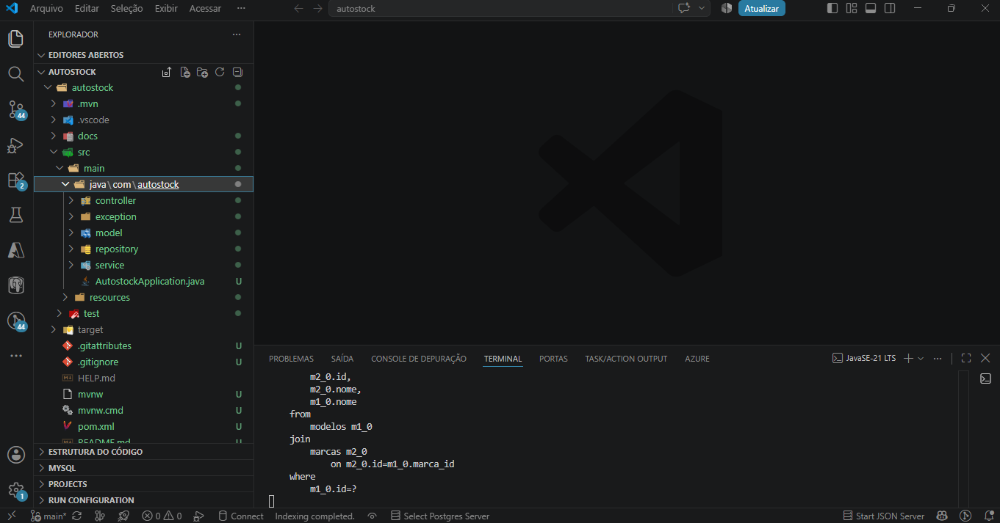 Arquivo Editar Seleção Exibir Acessar ··· autostock Atualizar
EXPLORADOR ···
EDITORES ABERTOS
AUTOSTOCK
autostock
.mvn
.vscode
docs
src
main
java\com\autostock
controller
exception
model
repository
service
AutostockApplication.java U
resources
test
target
.gitattributes U
.gitignore U
HELP.md
mvnw U
mvnw.cmd U
pom.xml U
README.md U
ESTRUTURA DO CÓDIGO
MYSQL
PROJECTS
RUN CONFIGURATION
44
2
44
1
PROBLEMAS SAÍDA CONSOLE DE DEPURAÇÃO TERMINAL PORTAS TASK/ACTION OUTPUT AZURE JavaSE-21 LTS
m2_0.id,
m2_0.nome,
m1_0.nome
from
modelos m1_0
join
marcas m2_0
on m2_0.id=m1_0.marca_id
where
m1_0.id=?
main* 0 0 Connect Indexing completed. Select Postgres Server Start JSON Server